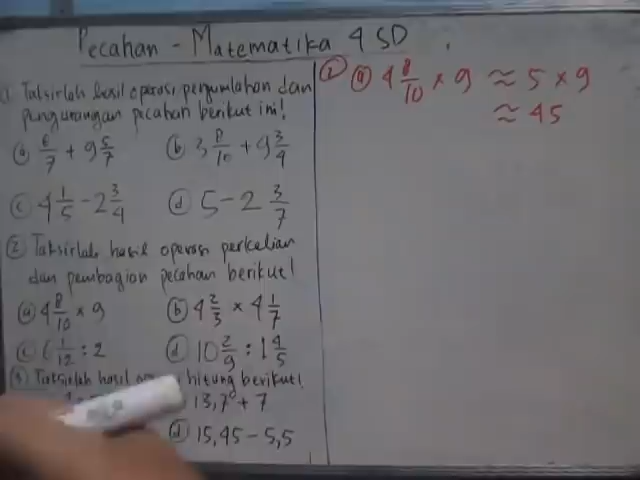 Pecahan - Matematika 4 SD
1. Taksirlah hasil operasi penjumlahan dan
pengurangan pecahan berikut ini!
ⓐ 6/7 + 9 5/7 ⓑ 3 8/10 + 9 3/4
ⓒ 4 1/5 - 2 3/4 ⓓ 5 - 2 3/7
② Taksirlah hasil operasi perkalian
dan pembagian pecahan berikut!
ⓐ 4 8/10 × 9 ⓑ 4 2/3 × 4 1/7
ⓒ 6 1/12 : 2 ⓓ 10 2/9 : 1 4/5
③ Taksirlah hasil hitung berikut!
13,70 + 7
ⓓ 15,45 - 5,5
② ⓐ 4 8/10 × 9 ≈ 5 × 9
≈ 45